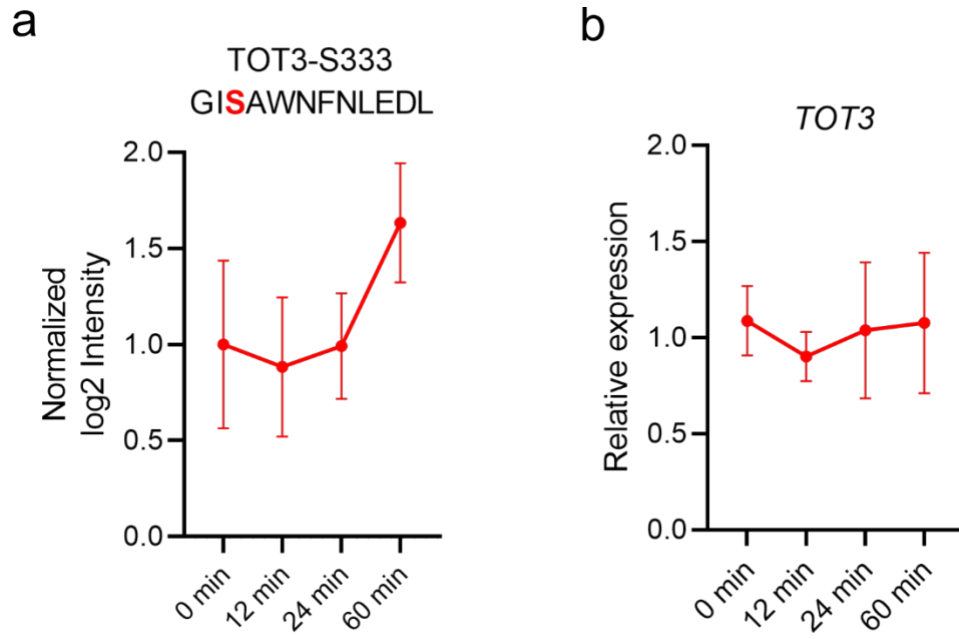 a
TOT3-S333
GISAWNFNLEDL
Normalized
log2 Intensity
2.0
1.5
1.0
0.5
0.0
0 min
12 min
24 min
60 min
b
TOT3
Relative expression
2.0
1.5
1.0
0.5
0.0
0 min
12 min
24 min
60 min